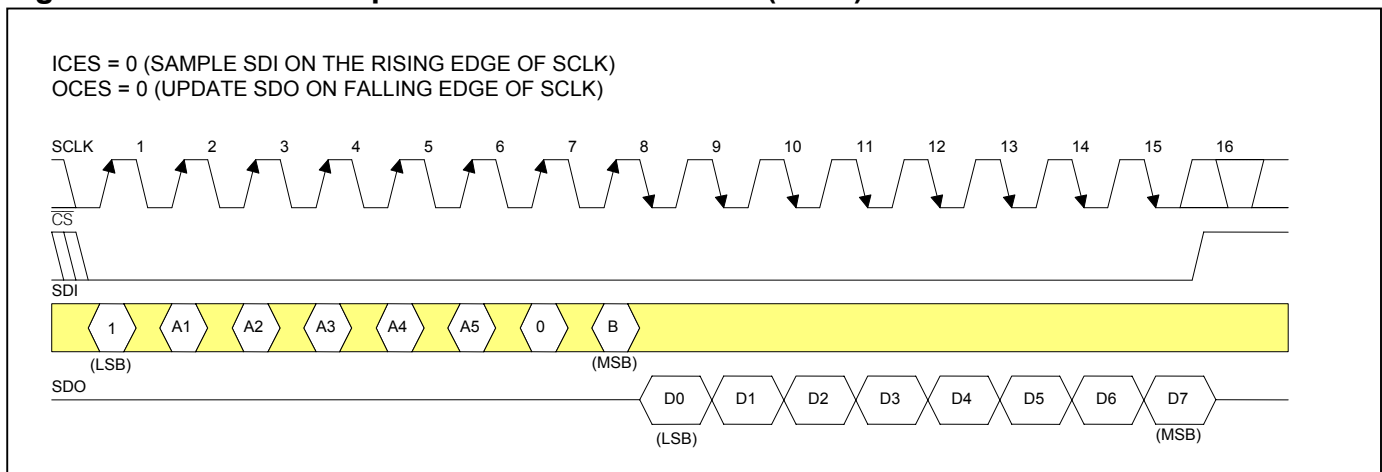 ICES = 0 (SAMPLE SDI ON THE RISING EDGE OF SCLK)
OCES = 0 (UPDATE SDO ON FALLING EDGE OF SCLK)
SCLK 1 2 3 4 5 6 7 8 9 10 11 12 13 14 15 16
CS
SDI
1 A1 A2 A3 A4 A5 0 B
(LSB) (MSB)
SDO
D0 D1 D2 D3 D4 D5 D6 D7
(LSB) (MSB)